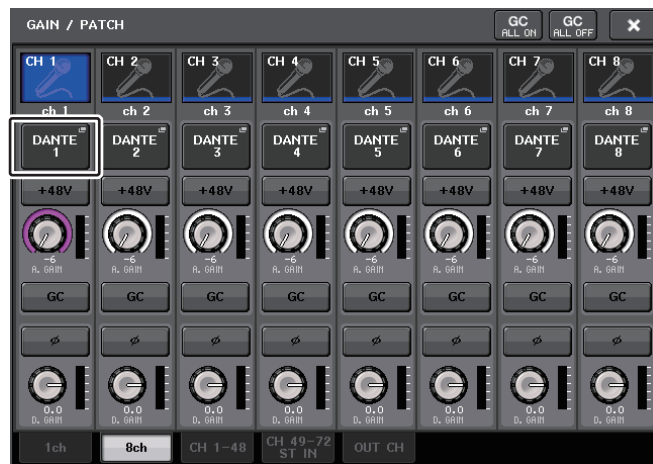 GAIN / PATCH
GC ALL ON
GC ALL OFF
CH 1 CH 2 CH 3 CH 4 CH 5 CH 6 CH 7 CH 8
ch 1 ch 2 ch 3 ch 4 ch 5 ch 6 ch 7 ch 8
DANTE 1 DANTE 2 DANTE 3 DANTE 4 DANTE 5 DANTE 6 DANTE 7 DANTE 8
+48V +48V +48V +48V +48V +48V +48V +48V
-6 -6 -6 -6 -6 -6 -6 -6
A. GAIN A. GAIN A. GAIN A. GAIN A. GAIN A. GAIN A. GAIN A. GAIN
GC GC GC GC GC GC GC GC
ø ø ø ø ø ø ø ø
0.0 0.0 0.0 0.0 0.0 0.0 0.0 0.0
D. GAIN D. GAIN D. GAIN D. GAIN D. GAIN D. GAIN D. GAIN D. GAIN
1ch 8ch CH 1-48 CH 49-72 ST IN OUT CH